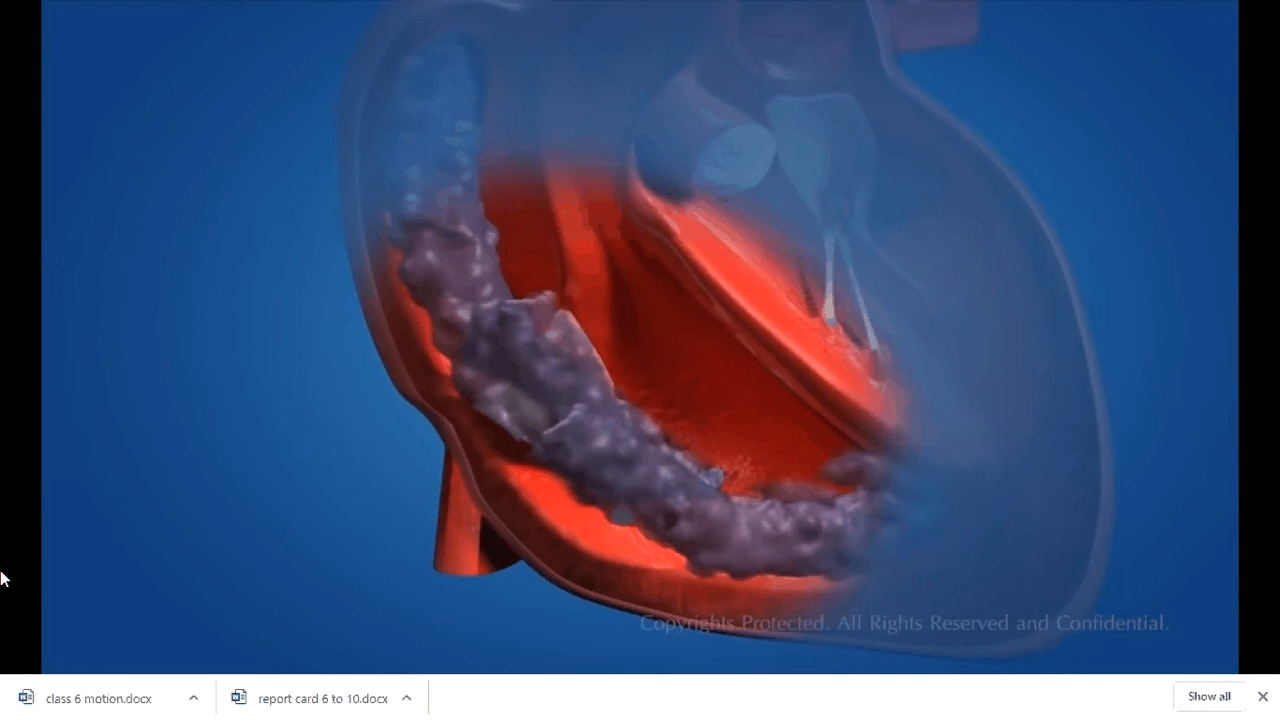 Copyrights Protected. All Rights Reserved and Confidential.
class 6 motion.docx
report card 6 to 10.docx
Show all